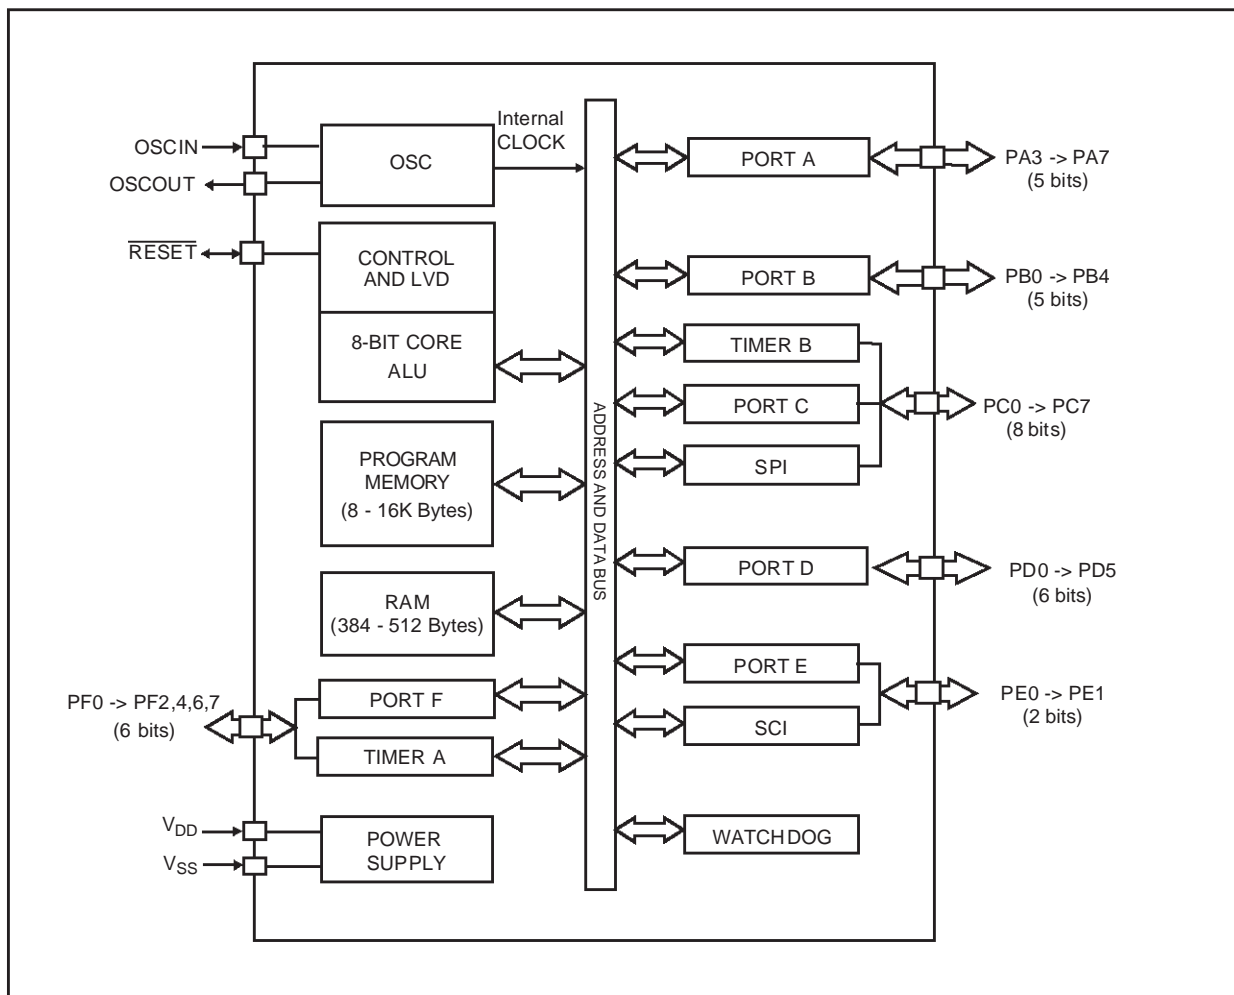 OSCIN
OSCOUT
RESET
OSC
Internal
CLOCK
CONTROL
AND LVD
8-BIT CORE
ALU
PROGRAM
MEMORY
(8 - 16K Bytes)
RAM
(384 - 512 Bytes)
PF0 -> PF2,4,6,7
(6 bits)
PORT F
TIMER A
VDD
VSS
POWER
SUPPLY
ADDRESS AND DATA BUS
PORT A
PA3 -> PA7
(5 bits)
PORT B
PB0 -> PB4
(5 bits)
TIMER B
PORT C
SPI
PC0 -> PC7
(8 bits)
PORT D
PD0 -> PD5
(6 bits)
PORT E
SCI
PE0 -> PE1
(2 bits)
WATCHDOG